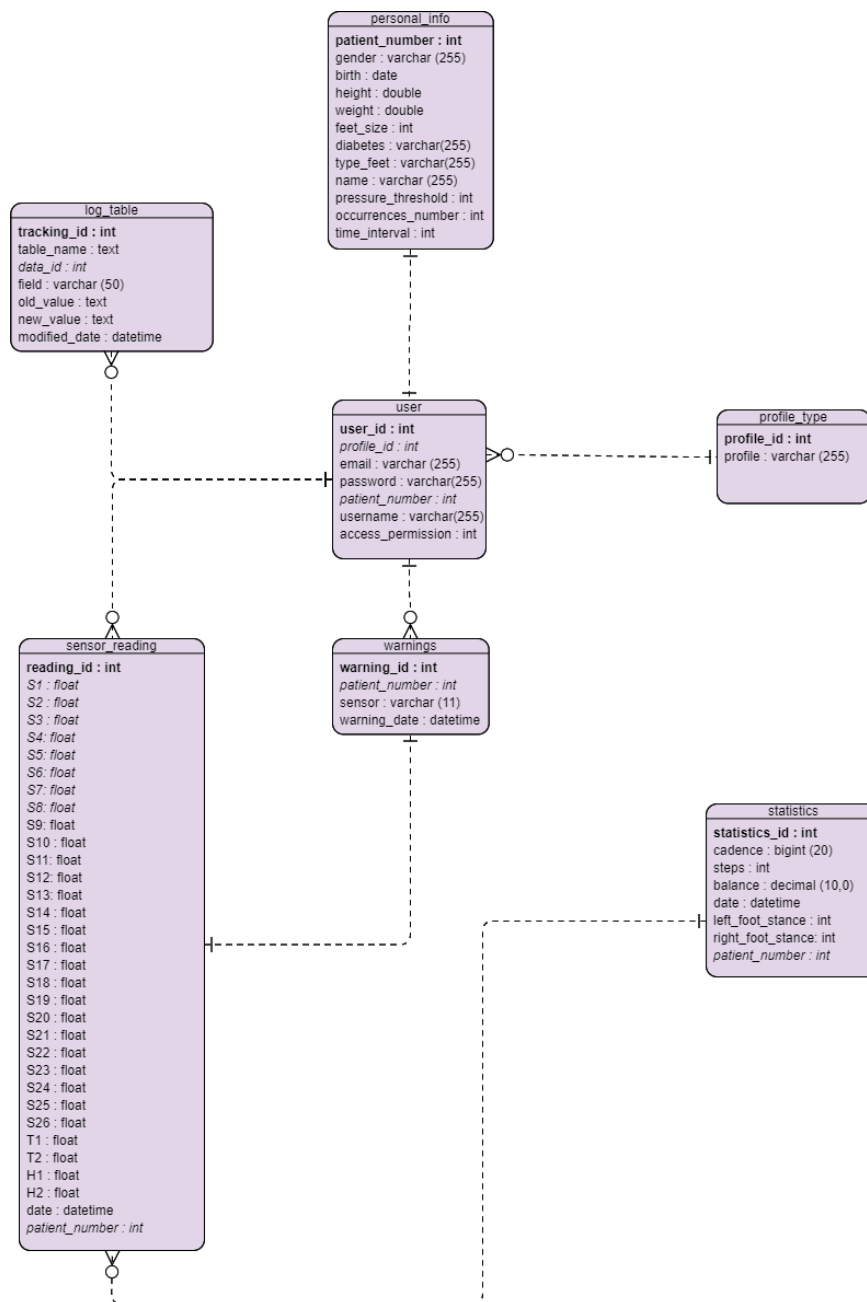 personal_info
patient_number : int
gender : varchar (255)
birth : date
height : double
weight : double
feet_size : int
diabetes : varchar(255)
type_feet : varchar(255)
name : varchar (255)
pressure_threshold : int
occurrences_number : int
time_interval : int
log_table
tracking_id : int
table_name : text
data_id : int
field : varchar (50)
old_value : text
new_value : text
modified_date : datetime
user
user_id : int
profile_id : int
email : varchar (255)
password : varchar(255)
patient_number : int
username : varchar(255)
access_permission : int
profile_type
profile_id : int
profile : varchar (255)
sensor_reading
reading_id : int
S1 : float
S2 : float
S3 : float
S4: float
S5: float
S6: float
S7: float
S8: float
S9: float
S10 : float
S11: float
S12: float
S13: float
S14 : float
S15 : float
S16 : float
S17 : float
S18 : float
S19 : float
S20 : float
S21 : float
S22 : float
S23 : float
S24 : float
S25 : float
S26 : float
T1 : float
T2 : float
H1 : float
H2 : float
date : datetime
patient_number : int
warnings
warning_id : int
patient_number : int
sensor : varchar (11)
warning_date : datetime
statistics
statistics_id : int
cadence : bigint (20)
steps : int
balance : decimal (10,0)
date : datetime
left_foot_stance : int
right_foot_stance: int
patient_number : int